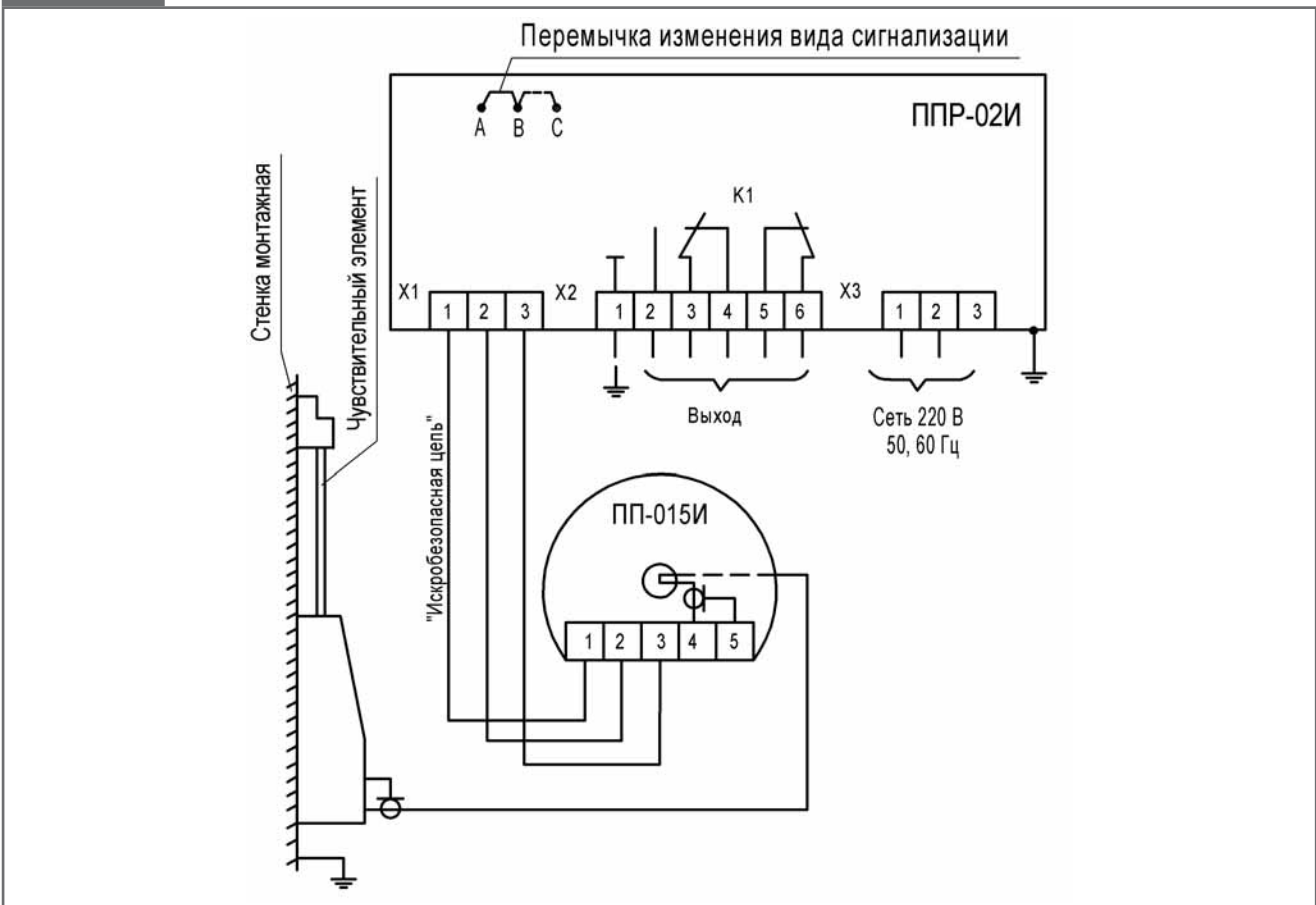 Перемычка изменения вида сигнализации
ППР-02И
A B C
K1
Стенка монтажная
Чувствительный элемент
X1
1 2 3
X2
1 2 3 4 5 6
X3
1 2 3
Выход
Сеть 220 В
50, 60 Гц
"Искробезопасная цепь"
ПП-015И
1 2 3 4 5